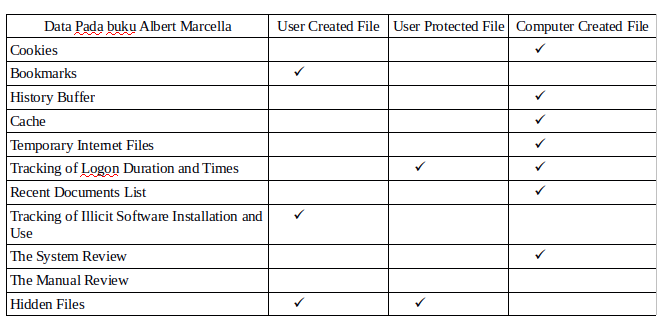 Data Pada buku Albert Marcella User Created File User Protected File Computer Created File
Cookies ✓
Bookmarks ✓
History Buffer ✓
Cache ✓
Temporary Internet Files ✓
Tracking of Logon Duration and Times ✓ ✓
Recent Documents List ✓
Tracking of Illicit Software Installation and ✓
Use
The System Review ✓
The Manual Review
Hidden Files ✓ ✓